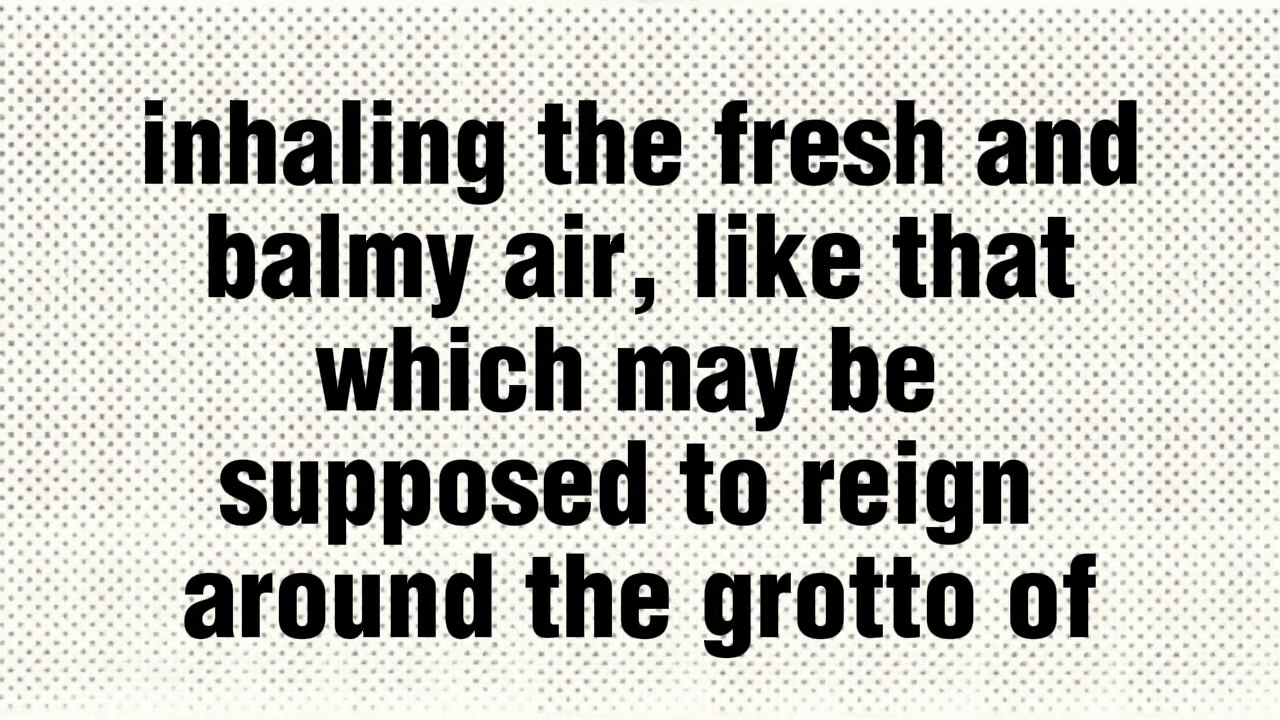 inhaling the fresh and
balmy air, like that
which may be
supposed to reign
around the grotto of